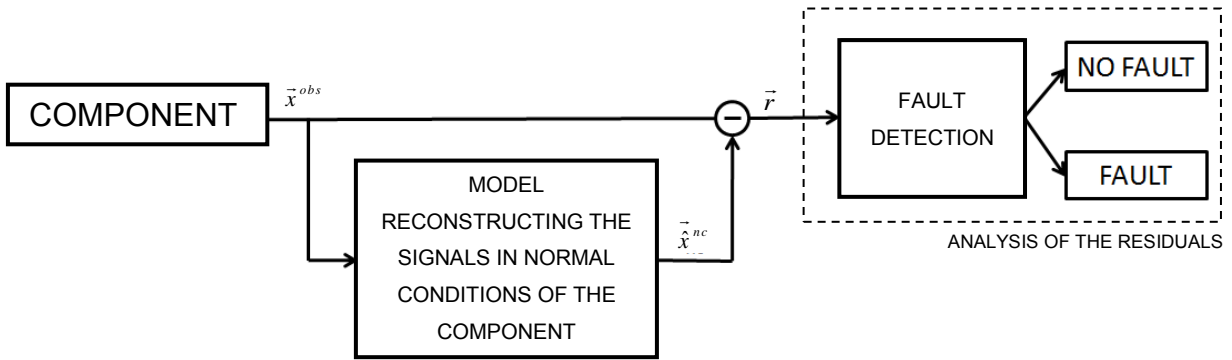 COMPONENT
x⃗ obs
MODEL
RECONSTRUCTING THE
SIGNALS IN NORMAL
CONDITIONS OF THE
COMPONENT
x̂⃗ nc
−
r⃗
FAULT
DETECTION
NO FAULT
FAULT
ANALYSIS OF THE RESIDUALS